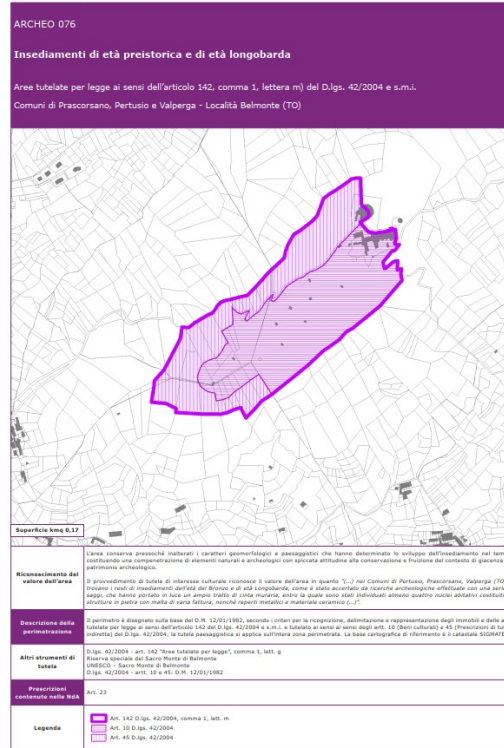 ARCHEO 076
Insediamenti di età preistorica e di età longobarda
Aree tutelate per legge ai sensi dell'articolo 142, comma 1, lettera m) del D.lgs. 42/2004 e s.m.i.
Comuni di Prascorsano, Pertusio e Valperga - Località Belmonte (TO)
Superficie kmq 0,17
Riconoscimento del
valore dell'area
L'area conserva pressoché inalterati i caratteri geomorfologici e paesaggistici che hanno determinato lo sviluppo dell'insediamento nel tem
costituendo una compenetrazione di elementi naturali e archeologici con spiccata attitudine alla conservazione e fruizione del contesto di giacenza
patrimonio archeologico.
Il provvedimento di tutela di interesse culturale riconosce il valore dell'area in quanto "(...) nei Comuni di Pertusio, Prascorsano, Valperga (TO
trovano i resti di insediamenti dell'età del Bronzo e di età Longobarda, come è stato accertato da ricerche archeologiche effettuate con una serie
saggi, che hanno portato in luce un ampio tratto di cinta muraria, entro la quale sono stati individuati almeno quattro nuclei abitativi costituiti
strutture in pietra con malta di varia fattura, nonché reperti metallici e materiale ceramico (...)".
Descrizione della
perimetrazione
Il perimetro è disegnato sulla base del D.M. 12/01/1982, secondo i criteri per la ricognizione, delimitazione e rappresentazione degli immobili e delle a
tutelate per legge ai sensi dell'articolo 142 del D.lgs. 42/2004 e s.m.i. e tutelato ai sensi degli artt. 10 (Beni culturali) e 45 (Prescrizioni di tut
indiretta) del D.lgs. 42/2004; la tutela paesaggistica si applica sull'intera zona perimetrata. La base cartografica di riferimento è il catastale SIGMATE
Altri strumenti di
tutela
D.lgs. 42/2004 - art. 142 "Aree tutelate per legge", comma 1, lett. g
Riserva speciale del Sacro Monte di Belmonte
UNESCO - Sacro Monte di Belmonte
D.lgs. 42/2004 - artt. 10 e 45: D.M. 12/01/1982
Prescrizioni
contenute nelle NdA
Art. 23
Legenda
Art. 142 D.lgs. 42/2004, comma 1, lett. m
Art. 10 D.lgs. 42/2004
Art. 45 D.lgs. 42/2004